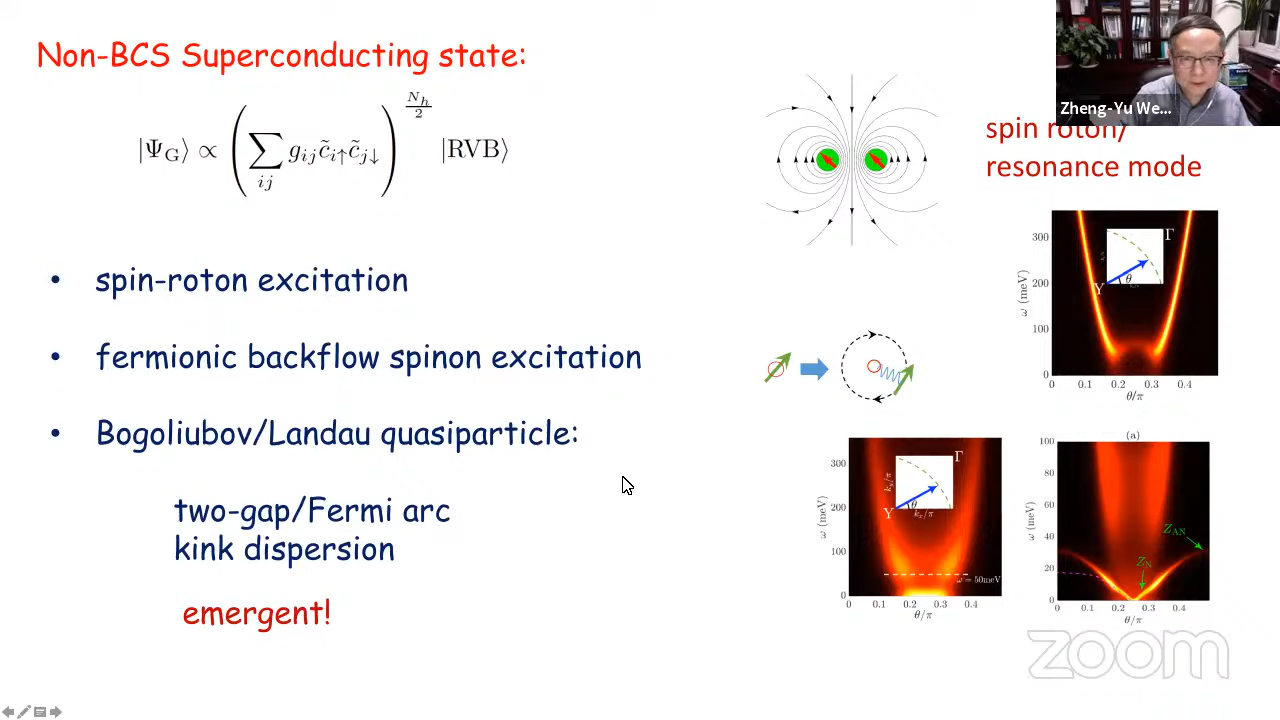 Non-BCS Superconducting state:
|Ψ_G⟩ ∝ (∑_{ij} g_{ij} c̃_{i↑} c̃_{j↓})^{N_h/2} |RVB⟩
• spin-roton excitation
• fermionic backflow spinon excitation
• Bogoliubov/Landau quasiparticle:
two-gap/Fermi arc
kink dispersion
emergent!
Zheng-Yu We...
spin roton/
resonance mode
ω (meV)
300
200
100
0
Γ
Y
θ
0 0.1 0.2 0.3 0.4
θ/π
ω (meV)
300
200
100
0
Γ
k_y/π
Y
θ
k_x/π
ω = 50meV
0 0.1 0.2 0.3 0.4
θ/π
(a)
ω (meV)
100
80
60
40
20
0
Z_AN
Z_N
0 0.1 0.2 0.3 0.4
θ/π
zoom